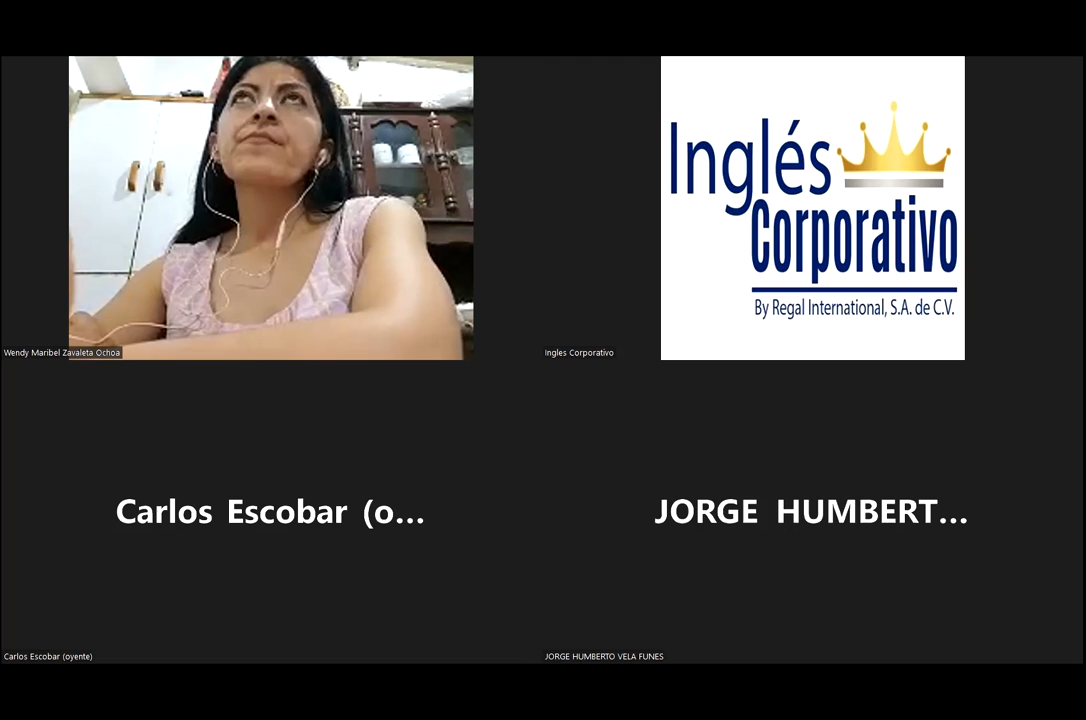 Wendy Maribel Zavaleta Ochoa
Inglés
Corporativo
By Regal International, S.A. de C.V.
Ingles Corporativo
Carlos Escobar (o...
Carlos Escobar (oyente)
JORGE HUMBERT...
JORGE HUMBERTO VELA FUNES